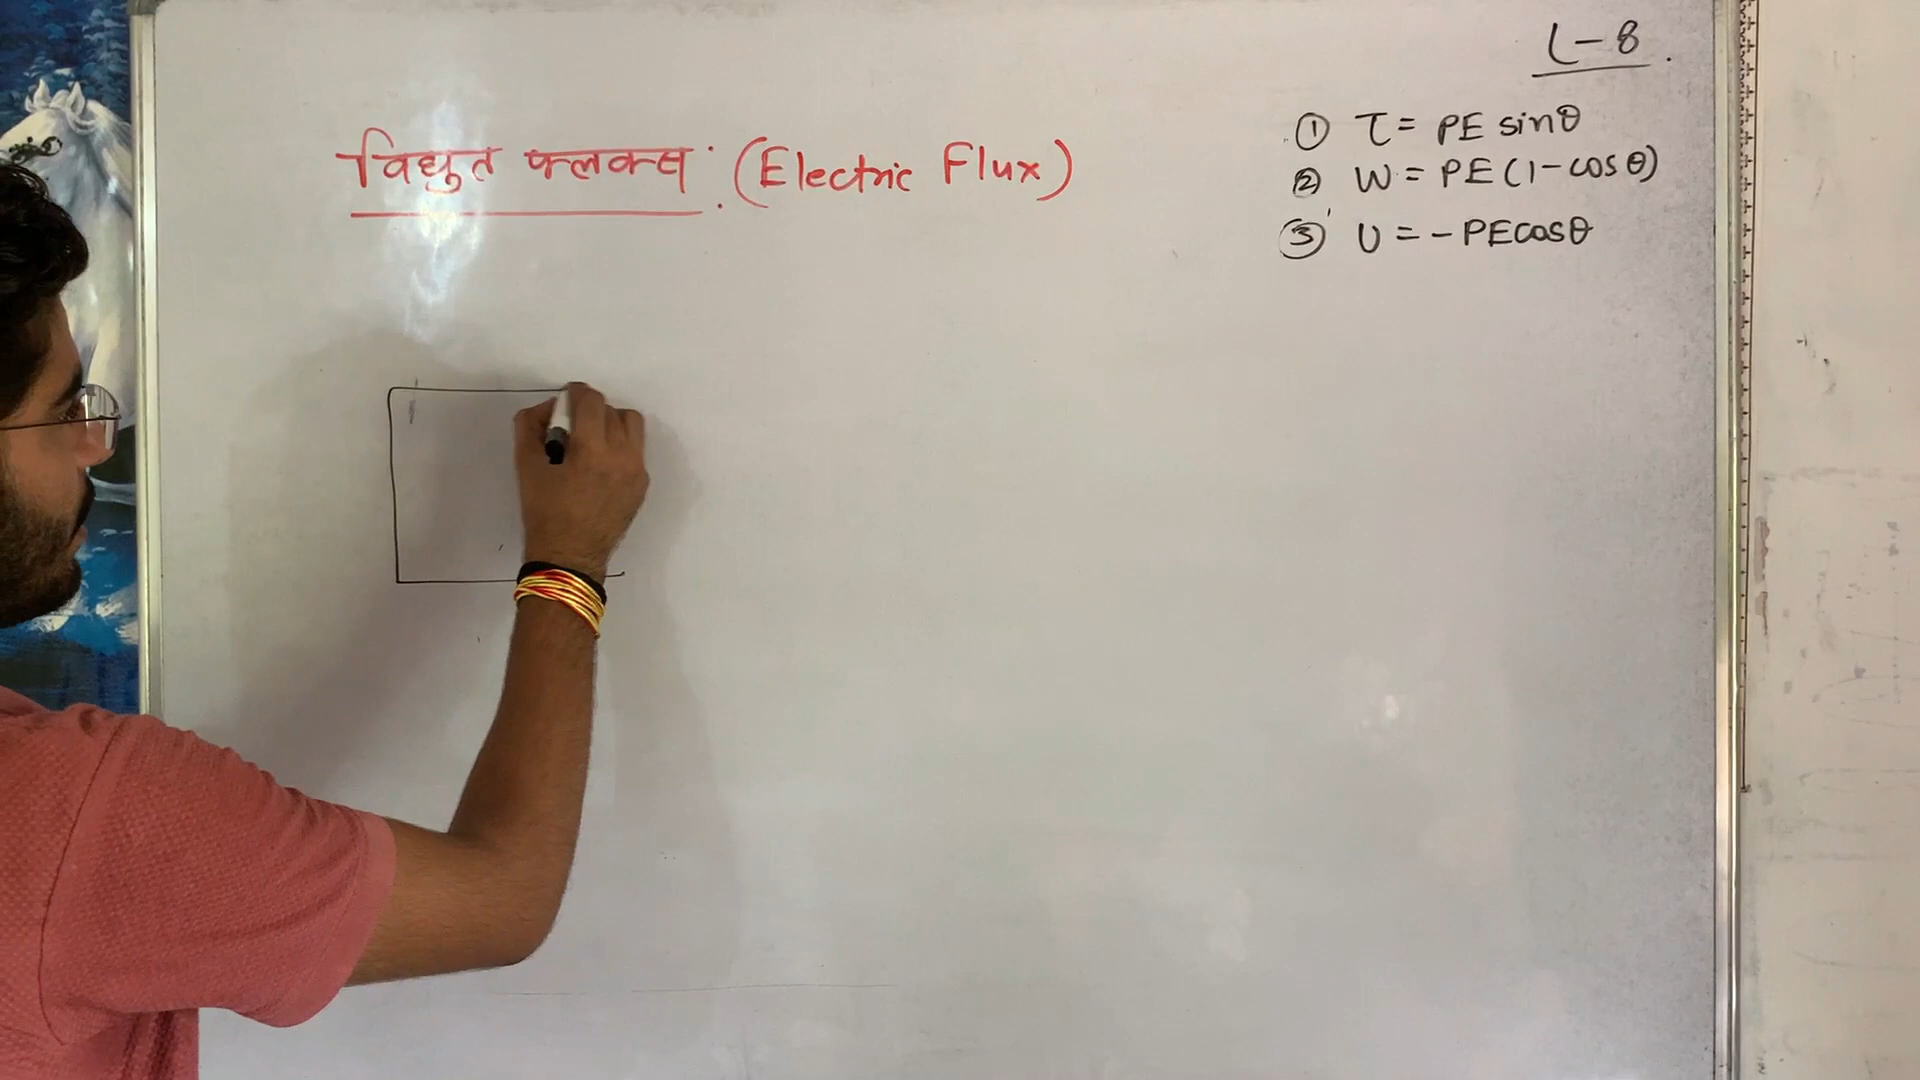 L-8.
① τ = PE sinθ
② W = PE(1-cosθ)
③ U = -PEcosθ
विधुत फ्लक्स : (Electric Flux)